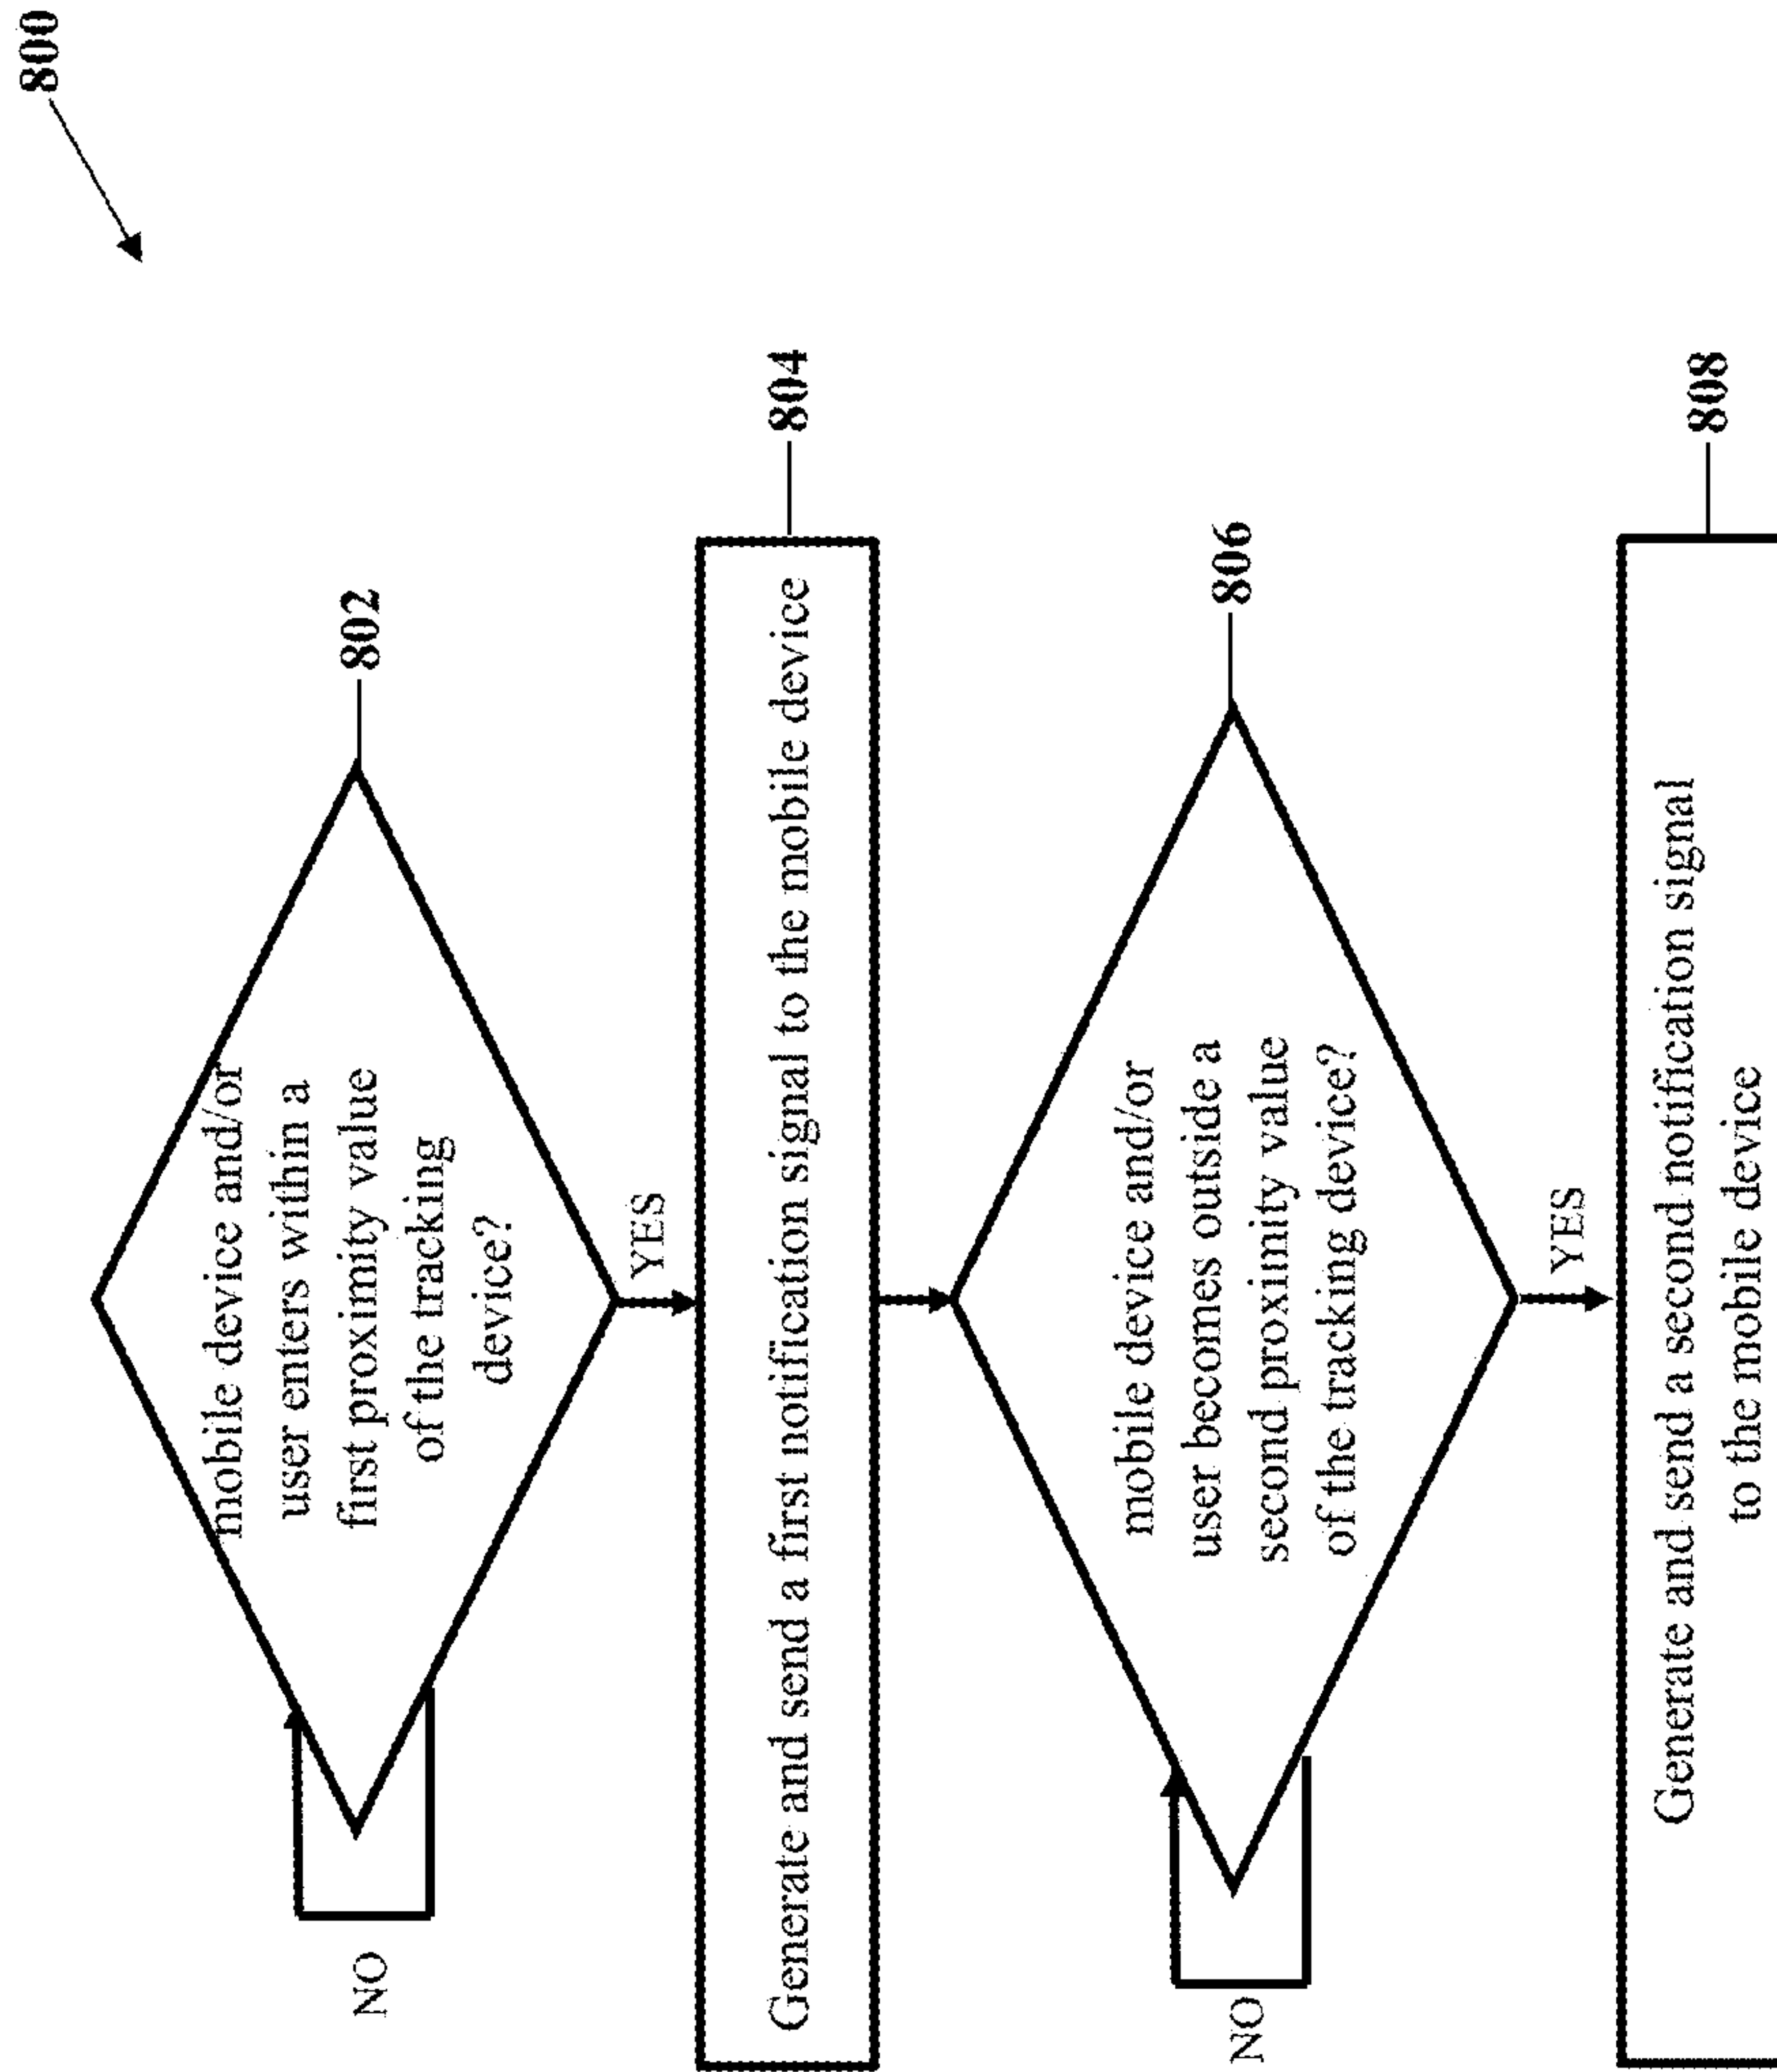 800
mobile device and/or
user enters within a
first proximity value
of the tracking
device?
802
NO
YES
Generate and send a first notification signal to the mobile device
804
mobile device and/or
user becomes outside a
second proximity value
of the tracking device?
806
NO
YES
Generate and send a second notification signal
to the mobile device
808